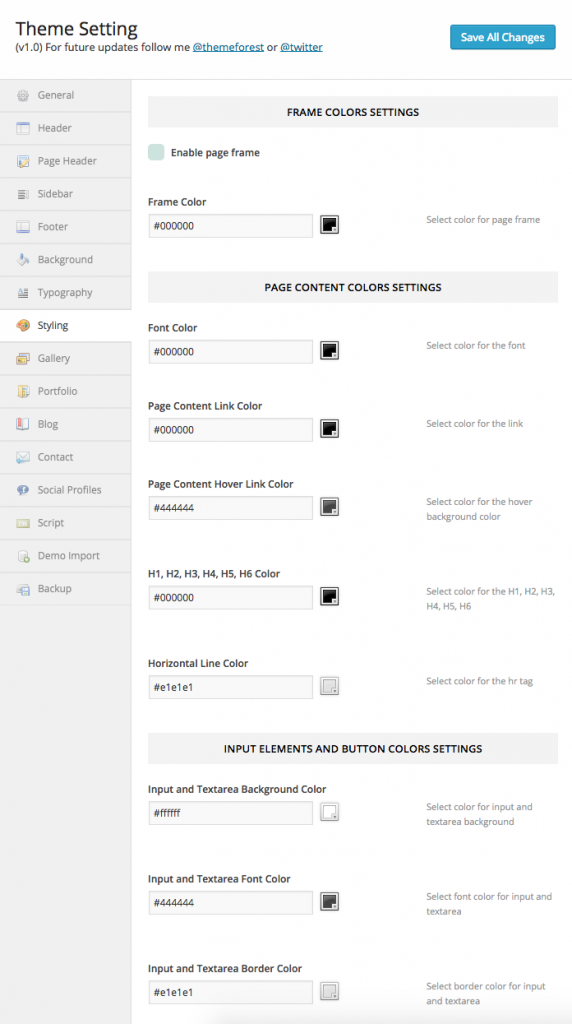 Theme Setting
(v1.0) For future updates follow me @themeforest or @twitter
Save All Changes
General
Header
Page Header
Sidebar
Footer
Background
Typography
Styling
Gallery
Portfolio
Blog
Contact
Social Profiles
Script
Demo Import
Backup
FRAME COLORS SETTINGS
Enable page frame
Frame Color
#000000
Select color for page frame
PAGE CONTENT COLORS SETTINGS
Font Color
#000000
Select color for the font
Page Content Link Color
#000000
Select color for the link
Page Content Hover Link Color
#444444
Select color for the hover
background color
H1, H2, H3, H4, H5, H6 Color
#000000
Select color for the H1, H2, H3,
H4, H5, H6
Horizontal Line Color
#e1e1e1
Select color for the hr tag
INPUT ELEMENTS AND BUTTON COLORS SETTINGS
Input and Textarea Background Color
#ffffff
Select color for input and
textarea background
Input and Textarea Font Color
#444444
Select font color for input and
textarea
Input and Textarea Border Color
#e1e1e1
Select border color for input
and textarea